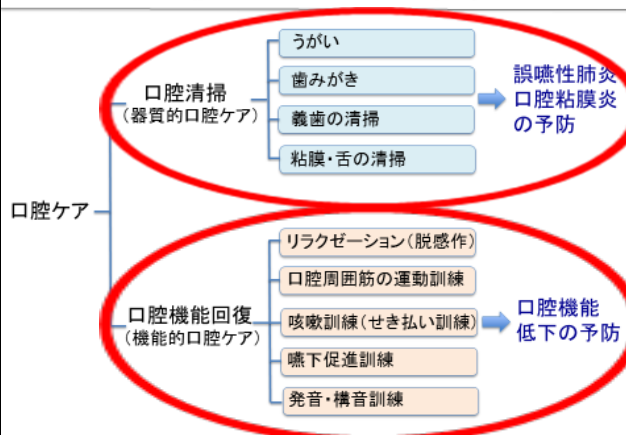 口腔ケア
口腔清掃
(器質的口腔ケア)
うがい
歯みがき
義歯の清掃
粘膜・舌の清掃
誤嚥性肺炎
口腔粘膜炎
の予防
口腔機能回復
(機能的口腔ケア)
リラクゼーション(脱感作)
口腔周囲筋の運動訓練
咳嗽訓練(せき払い訓練)
嚥下促進訓練
発音・構音訓練
口腔機能
低下の予防